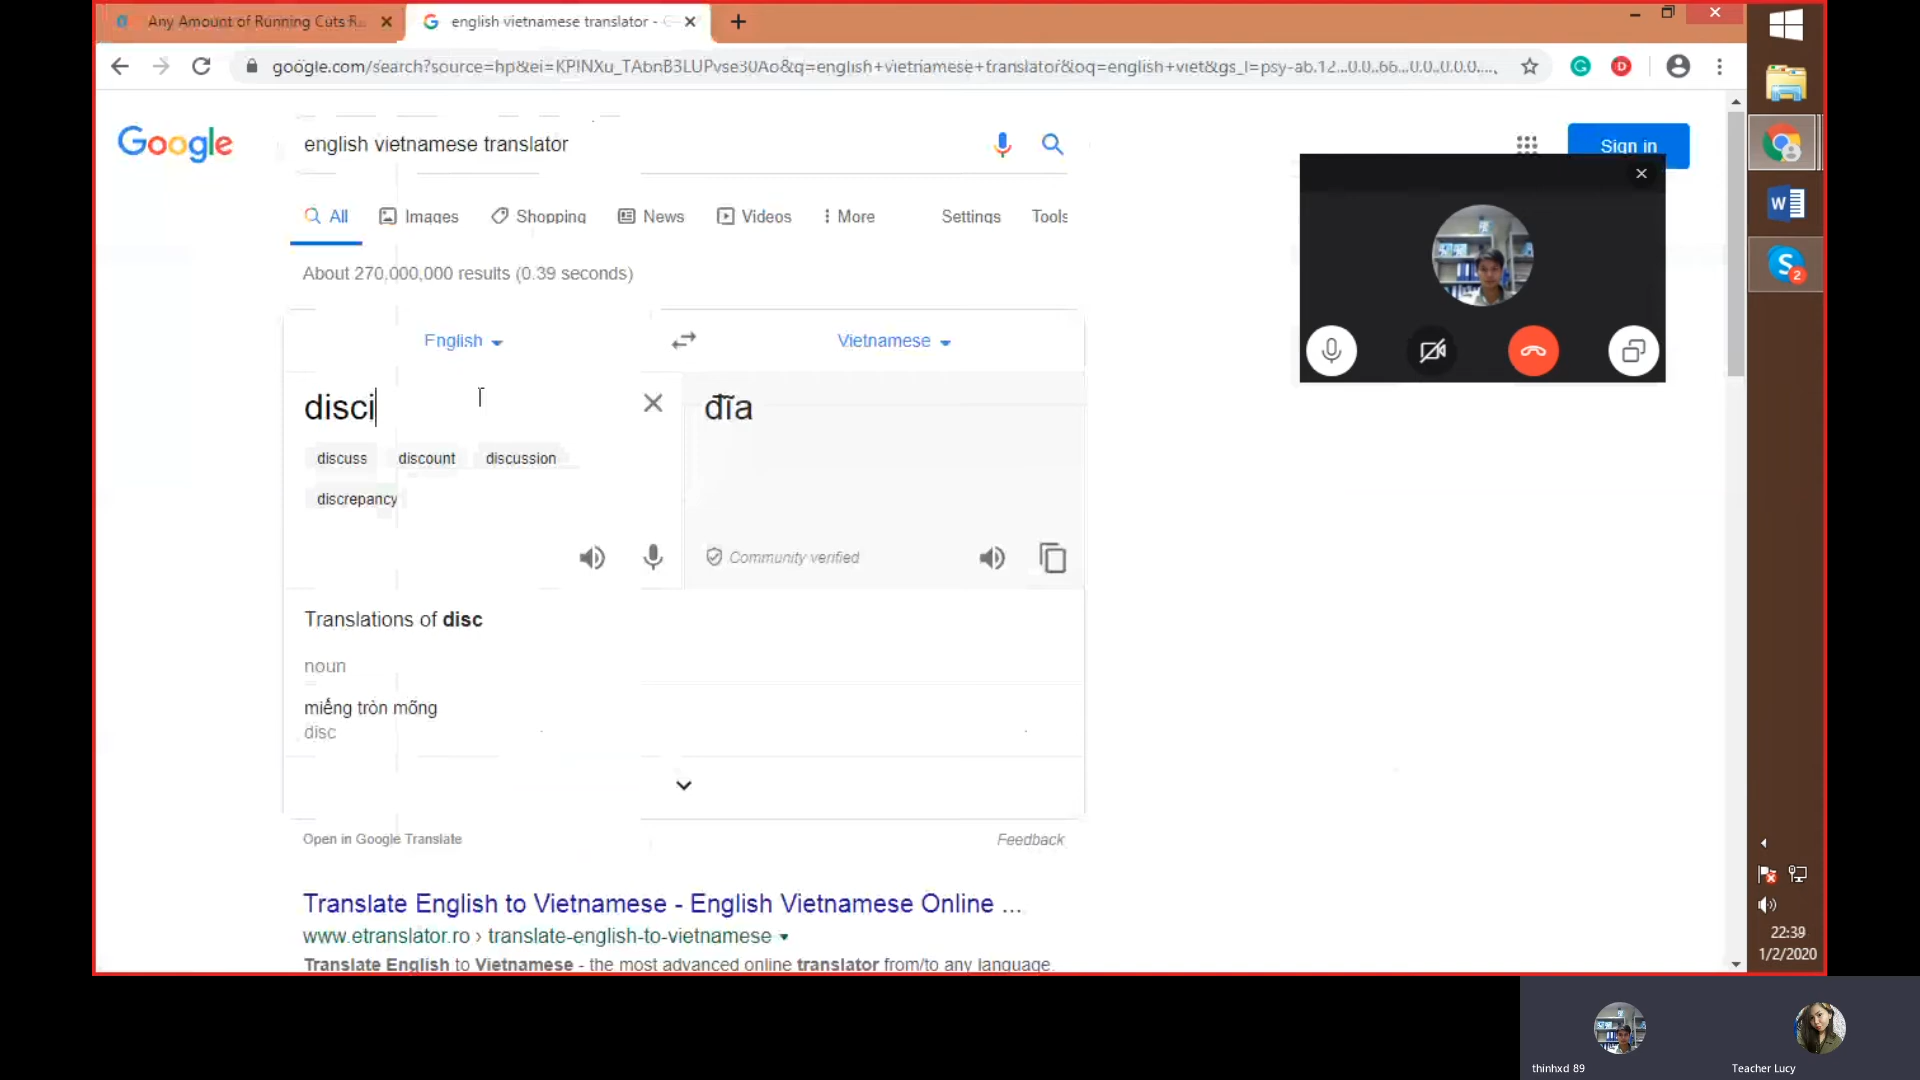 Any Amount of Running Cuts R...
english vietnamese translator -
google.com/search?source=hp&ei=KPINXu_TAbnB3LUPvse30Ao&q=english+vietnamese+translator&oq=english+viet&gs_l=psy-ab.12...0.0..66...0.0..0.0.0....,
Google
english vietnamese translator
Sign in
All
Images
Shopping
News
Videos
More
Settings
Tools
About 270,000,000 results (0.39 seconds)
English
Vietnamese
disci
đĩa
discuss
discount
discussion
discrepancy
Community verified
Translations of disc
noun
miếng tròn mõng
disc
Open in Google Translate
Feedback
Translate English to Vietnamese - English Vietnamese Online ...
www.etranslator.ro › translate-english-to-vietnamese
Translate English to Vietnamese - the most advanced online translator from/to any language.
W
S
2
22:39
1/2/2020
thinhxd 89
Teacher Lucy